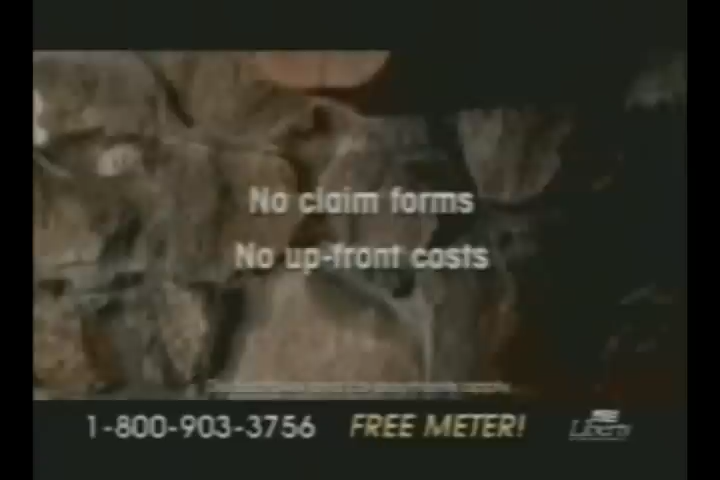 No claim forms
No up-front costs
1-800-903-3756 FREE METER!
Liberty